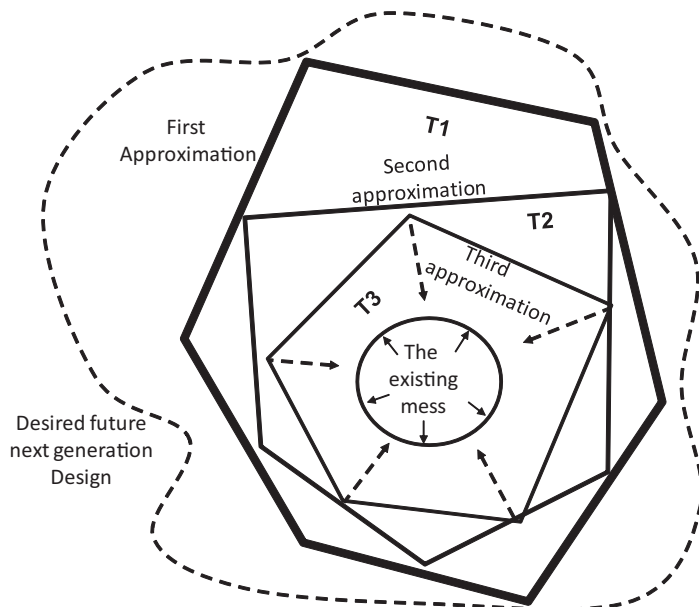 First
Approximation
T1
Second
approximation
T2
Third
approximation
T3
The
existing
mess
Desired future
next generation
Design